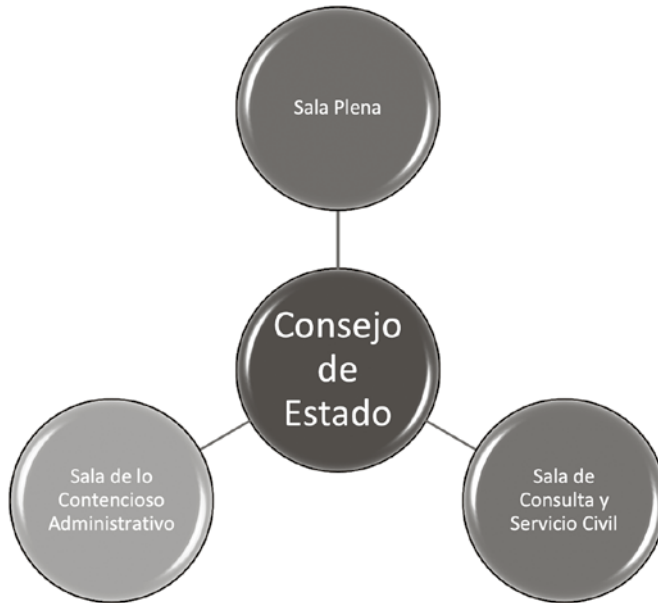 Sala Plena
Consejo
de
Estado
Sala de lo
Contencioso
Administrativo
Sala de
Consulta y
Servicio Civil